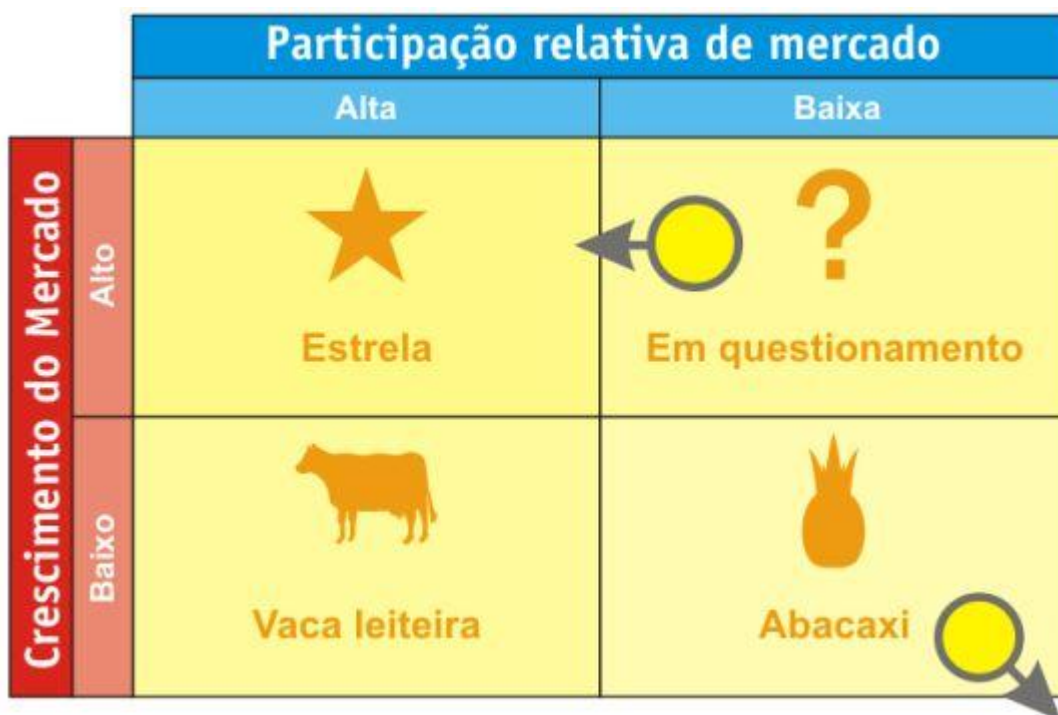 Participação relativa de mercado
Alta
Baixa
Crescimento do Mercado
Alto
?
Estrela
Em questionamento
Baixo
Vaca leiteira
Abacaxi